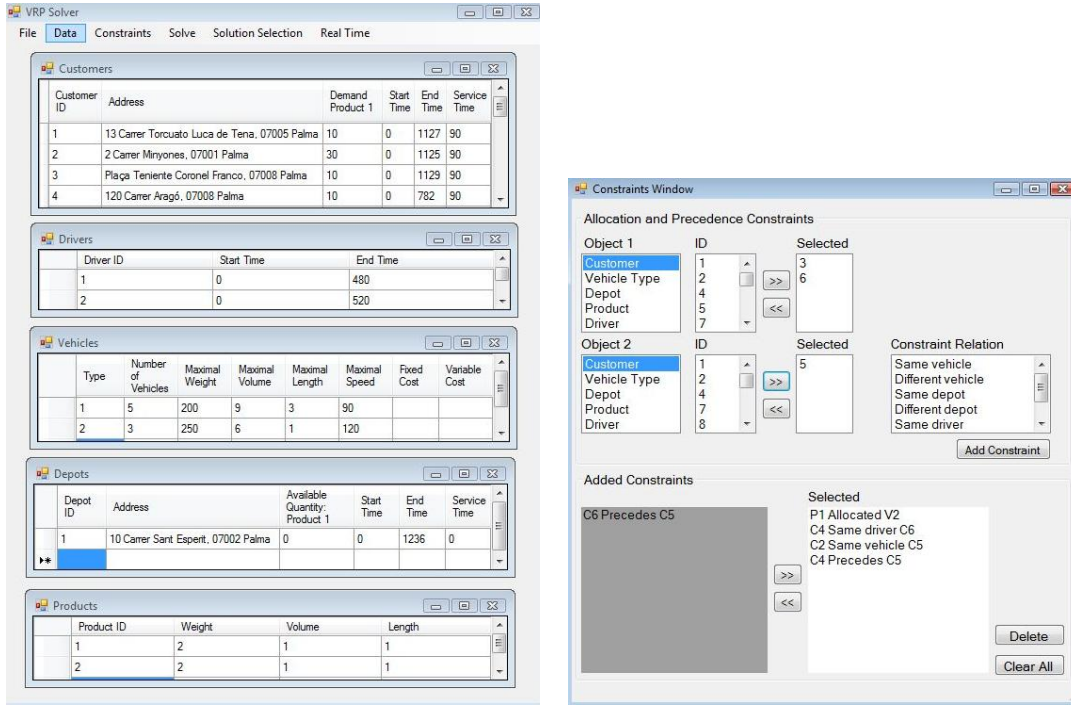 VRP Solver
File Data Constraints Solve Solution Selection Real Time
Customers
Customer ID Address Demand Product 1 Start Time End Time Service Time
1 13 Carrer Torcuato Luca de Tena, 07005 Palma 10 0 1127 90
2 2 Carrer Minyones, 07001 Palma 30 0 1125 90
3 Plaça Teniente Coronel Franco, 07008 Palma 10 0 1129 90
4 120 Carrer Aragó, 07008 Palma 10 0 782 90
Drivers
Driver ID Start Time End Time
1 0 480
2 0 520
Vehicles
Type Number of Vehicles Maximal Weight Maximal Volume Maximal Length Maximal Speed Fixed Cost Variable Cost
1 5 200 9 3 90
2 3 250 6 1 120
Depots
Depot ID Address Available Quantity: Product 1 Start Time End Time Service Time
1 10 Carrer Sant Esperit, 07002 Palma 0 0 1236 0
Products
Product ID Weight Volume Length
1 2 1 1
2 2 1 1
Constraints Window
Allocation and Precedence Constraints
Object 1 ID Selected
Customer 1 3
Vehicle Type 2 >> 6
Depot 4
Product 5 <<
Driver 7
Object 2 ID Selected Constraint Relation
Customer 1 5 Same vehicle
Vehicle Type 2 >> Different vehicle
Depot 4 Same depot
Product 7 << Different depot
Driver 8 Same driver
Add Constraint
Added Constraints
Selected
C6 Precedes C5 P1 Allocated V2
C4 Same driver C6
C2 Same vehicle C5
C4 Precedes C5
>>
<<
Delete
Clear All